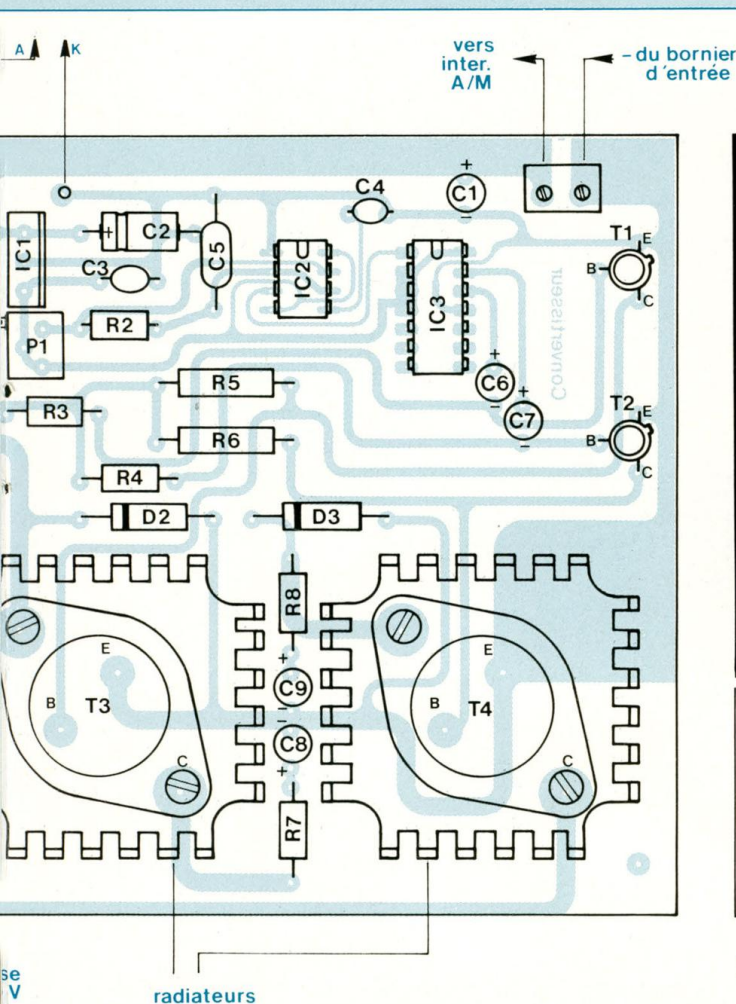 A
K
vers
inter.
A/M
– du bornier
d'entrée
+
C4
C1
–
T1
E
B
C
+
C2
C5
IC1
C3
IC2
IC3
Convertisseur
R2
P1
+
C6
–
+
C7
–
R5
R3
R6
T2
E
B
C
R4
D2
D3
R8
E
B
T3
C
+
C9
–
–
C8
+
E
B
T4
C
R7
se
V
radiateurs